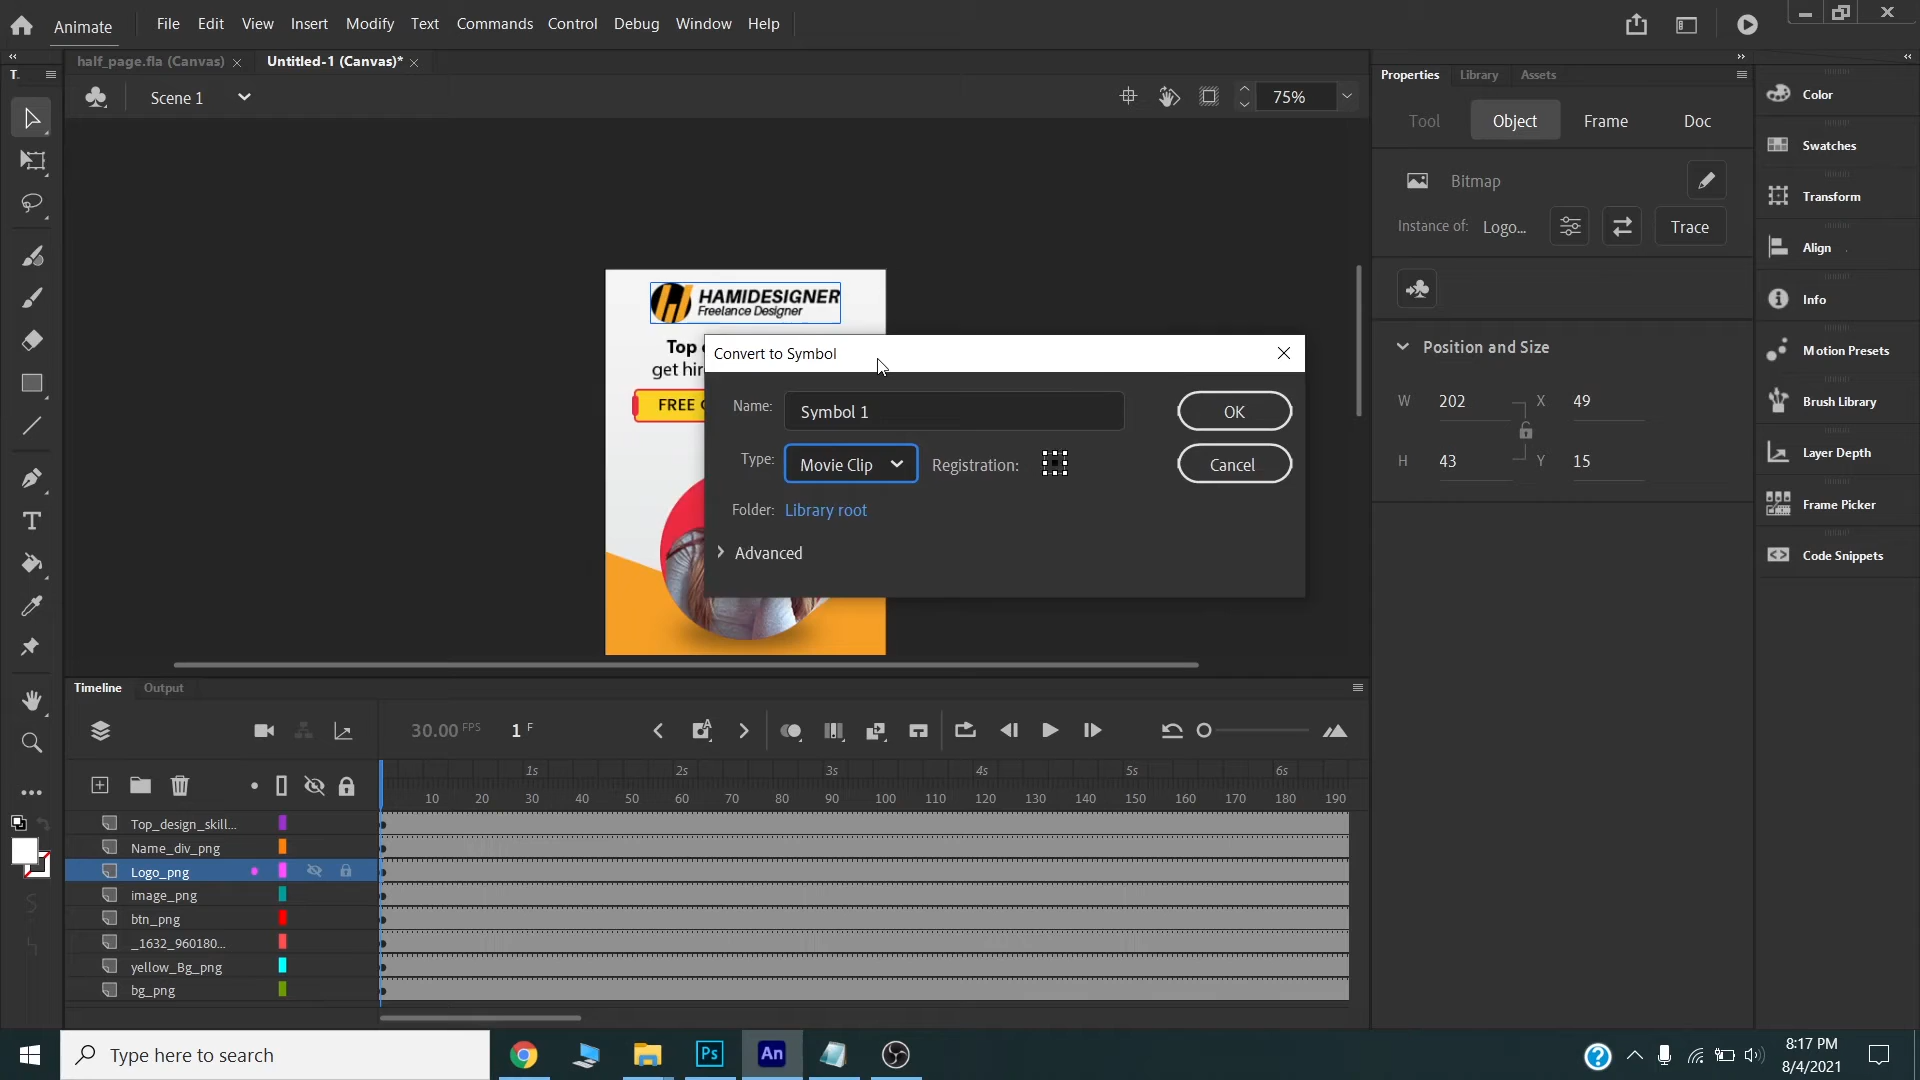 Animate File Edit View Insert Modify Text Commands Control Debug Window Help
half_page.fla (Canvas) Untitled-1 (Canvas)*
Scene 1
75%
HAMIDESIGNER
Freelance Designer
Top
get hir
FREE
Convert to Symbol
Name: Symbol 1 OK
Type: Movie Clip Registration: Cancel
Folder: Library root
Advanced
T.
Properties Library Assets
Tool Object Frame Doc
Bitmap
Instance of: Logo... Trace
Position and Size
W 202 X 49
H 43 Y 15
Color
Swatches
Transform
Align
Info
Motion Presets
Brush Library
Layer Depth
Frame Picker
Code Snippets
Timeline Output
30.00 FPS 1 F
1s 2s 3s 4s 5s 6s
10 20 30 40 50 60 70 80 90 100 110 120 130 140 150 160 170 180 190
Top_design_skill...
Name_div_png
Logo_png
image_png
btn_png
_1632_960180...
yellow_Bg_png
bg_png
Type here to search
Ps
An
8:17 PM
8/4/2021